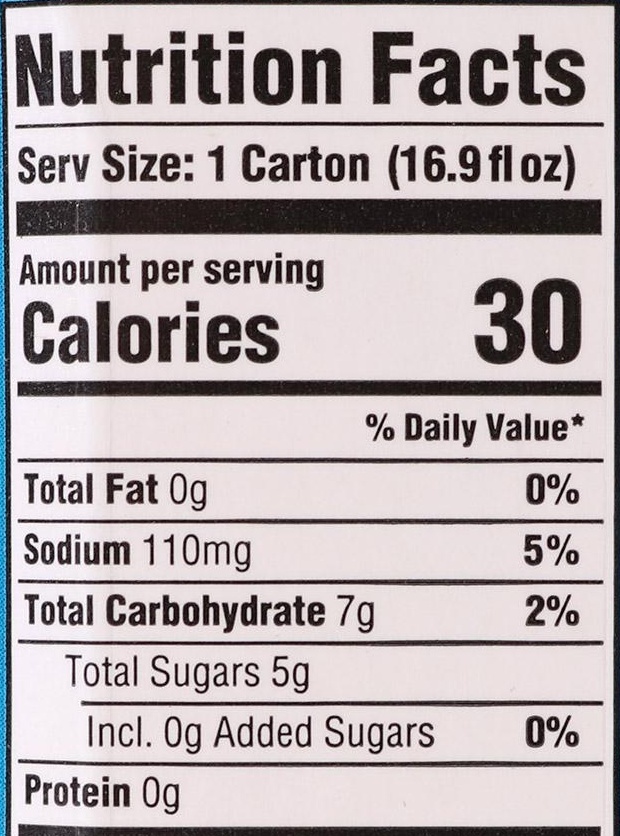 Nutrition Facts
Serv Size: 1 Carton (16.9 fl oz)
Amount per serving
Calories 30
% Daily Value*
Total Fat 0g 0%
Sodium 110mg 5%
Total Carbohydrate 7g 2%
Total Sugars 5g
Incl. 0g Added Sugars 0%
Protein 0g